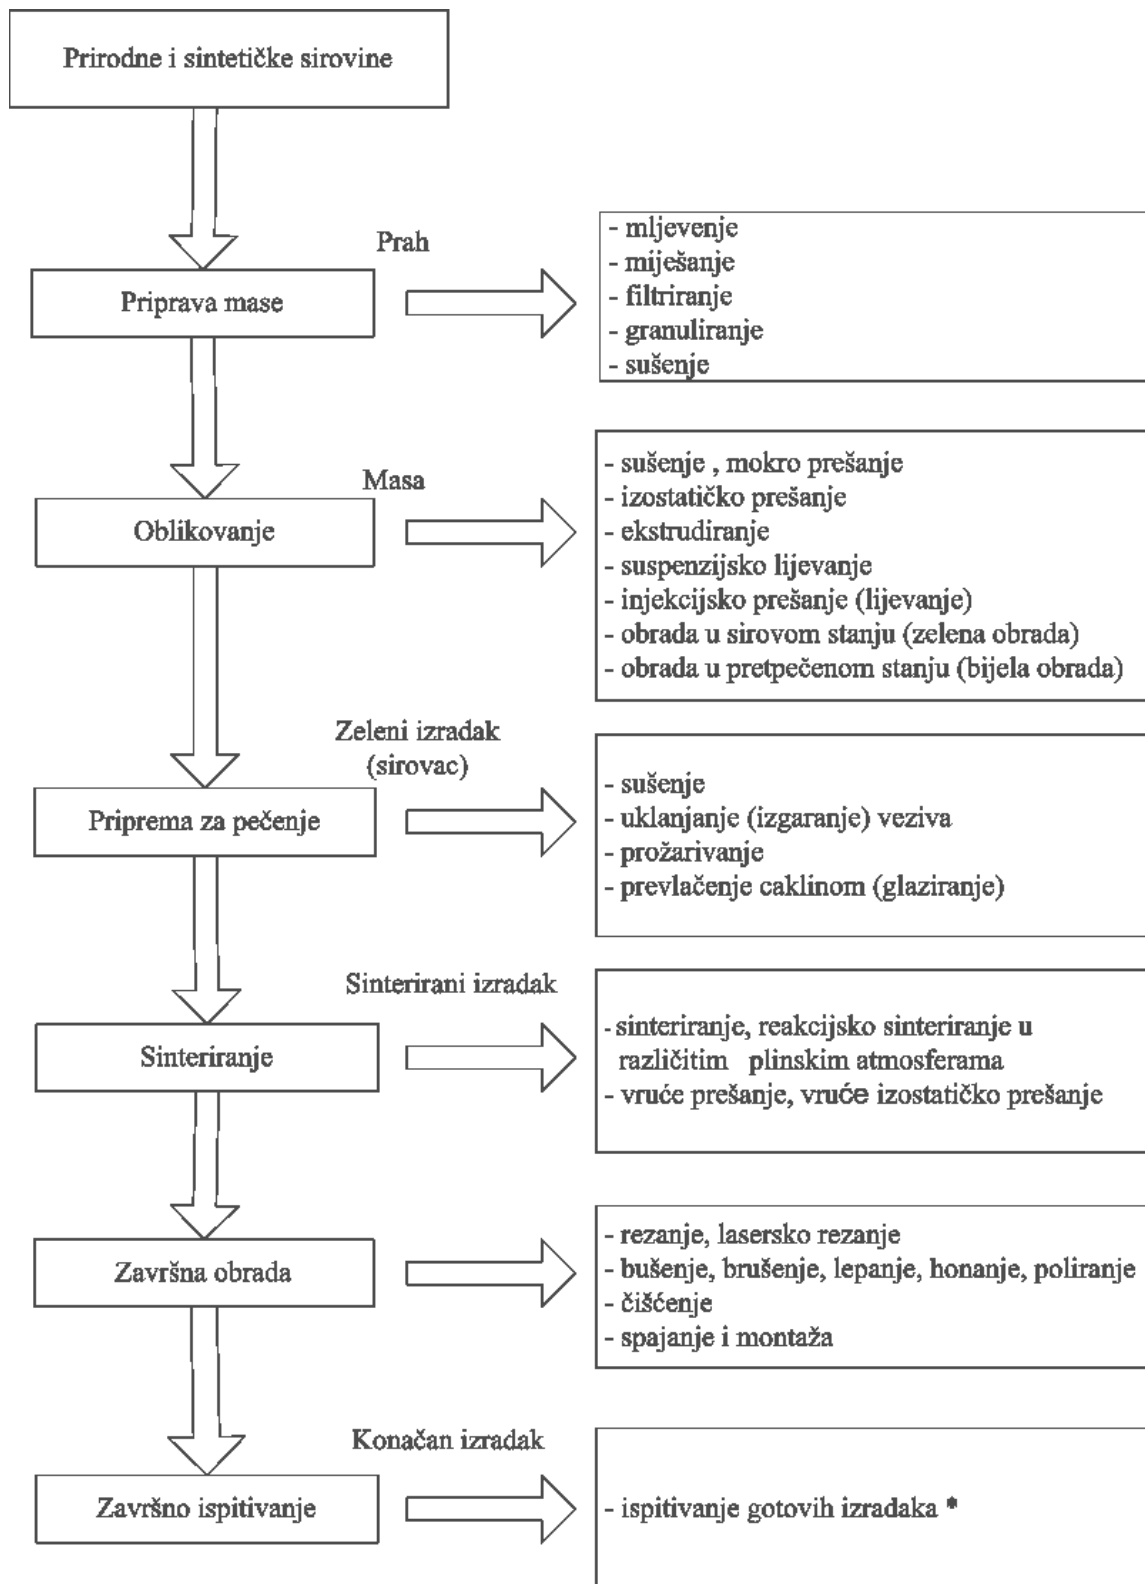 Prirodne i sintetičke sirovine
Prah
Priprava mase
- mljevenje
- miješanje
- filtriranje
- granuliranje
- sušenje
Masa
Oblikovanje
- sušenje , mokro prešanje
- izostatičko prešanje
- ekstrudiranje
- suspenzijsko lijevanje
- injekcijsko prešanje (lijevanje)
- obrada u sirovom stanju (zelena obrada)
- obrada u pretpečenom stanju (bijela obrada)
Zeleni izradak
(sirovac)
Priprema za pečenje
- sušenje
- uklanjanje (izgaranje) veziva
- prožarivanje
- prevlačenje caklinom (glaziranje)
Sinterirani izradak
Sinteriranje
- sinteriranje, reakcijsko sinteriranje u
različitim plinskim atmosferama
- vruće prešanje, vruće izostatičko prešanje
Završna obrada
- rezanje, lasersko rezanje
- bušenje, brušenje, lepanje, honanje, poliranje
- čišćenje
- spajanje i montaža
Konačan izradak
Završno ispitivanje
- ispitivanje gotovih izradaka *